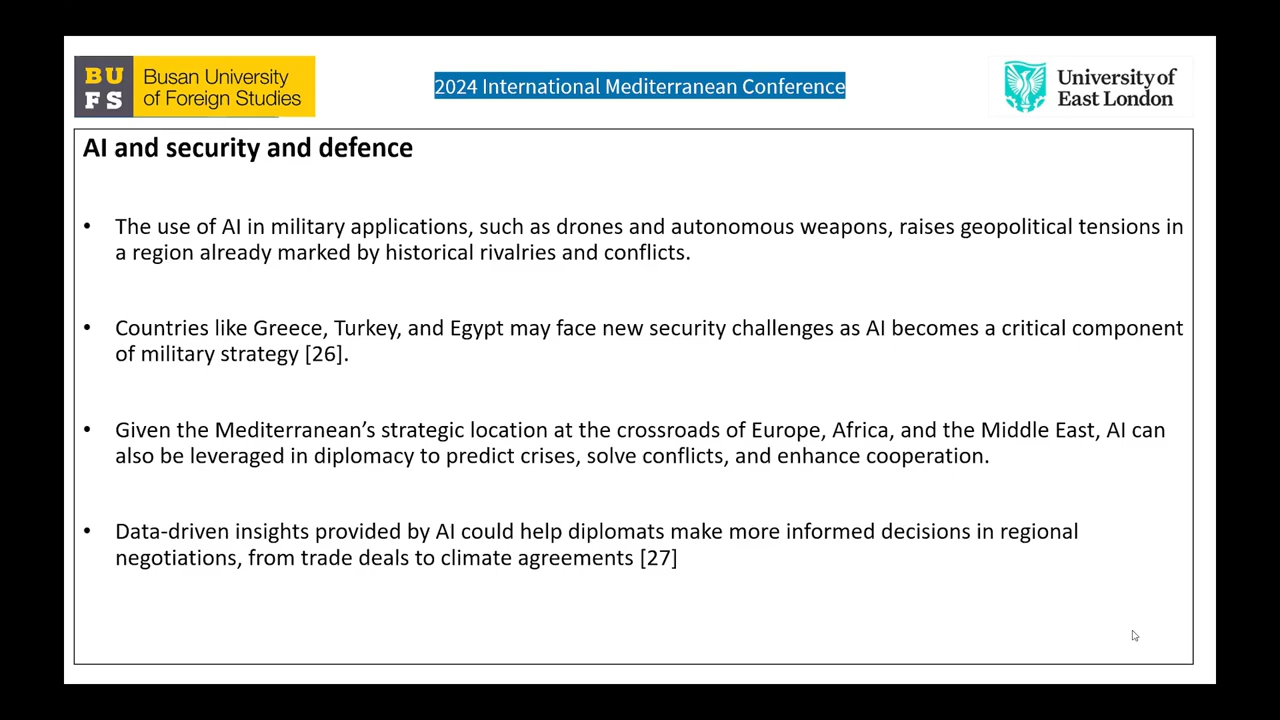 BU FS
Busan University
of Foreign Studies
2024 International Mediterranean Conference
University of
East London
AI and security and defence
• The use of AI in military applications, such as drones and autonomous weapons, raises geopolitical tensions in
a region already marked by historical rivalries and conflicts.
• Countries like Greece, Turkey, and Egypt may face new security challenges as AI becomes a critical component
of military strategy [26].
• Given the Mediterranean’s strategic location at the crossroads of Europe, Africa, and the Middle East, AI can
also be leveraged in diplomacy to predict crises, solve conflicts, and enhance cooperation.
• Data-driven insights provided by AI could help diplomats make more informed decisions in regional
negotiations, from trade deals to climate agreements [27]